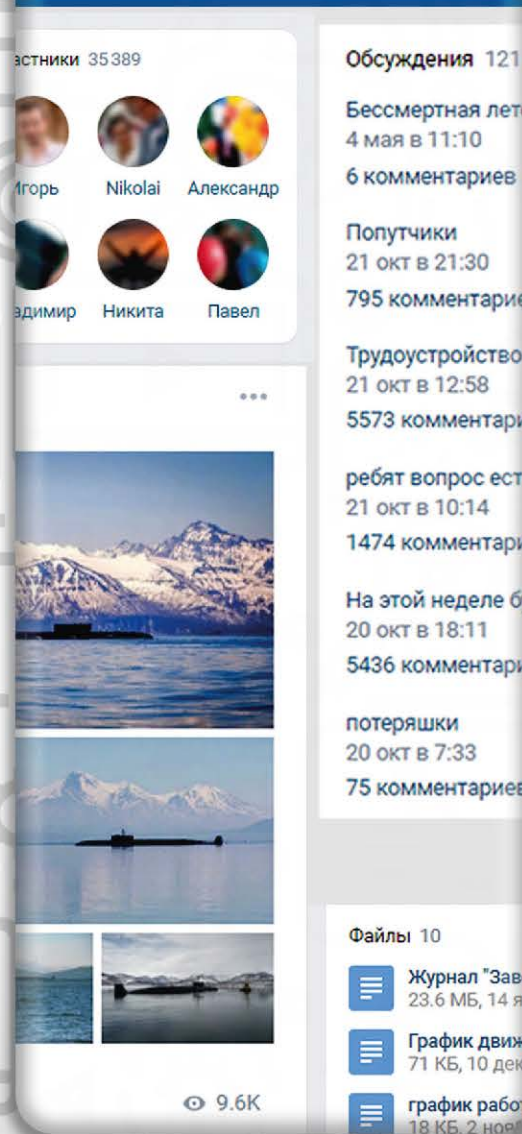 астники 35 389
Игорь Nikolai Александр
адимир Никита Павел
9.6K
Обсуждения 121
Бессмертная лет
4 мая в 11:10
6 комментариев
Попутчики
21 окт в 21:30
795 комментарие
Трудоустройство
21 окт в 12:58
5573 комментари
ребят вопрос ест
21 окт в 10:14
1474 комментари
На этой неделе б
20 окт в 18:11
5436 комментари
потеряшки
20 окт в 7:33
75 комментариев
Файлы 10
Журнал "Зав
23.6 МБ, 14 я
График движ
71 КБ, 10 дек
график работ
18 КБ, 2 нояб